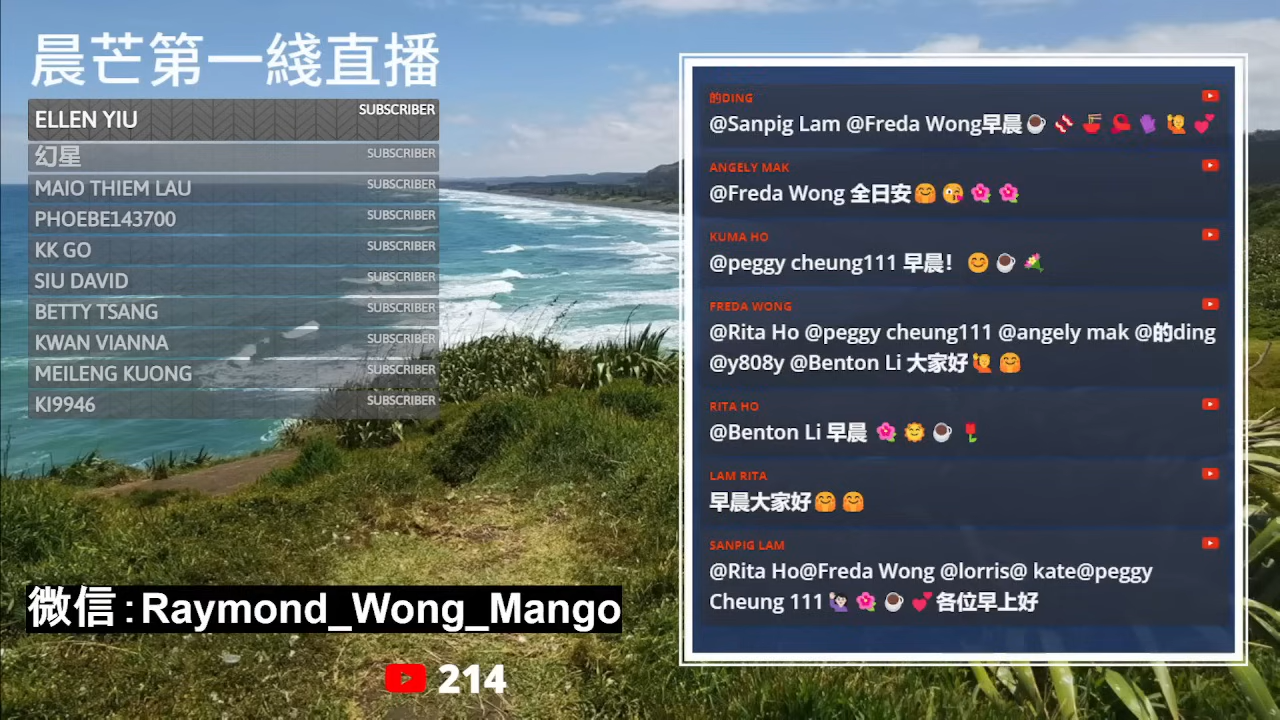 晨芒第一綫直播
ELLEN YIU SUBSCRIBER
幻星 SUBSCRIBER
MAIO THIEM LAU SUBSCRIBER
PHOEBE143700 SUBSCRIBER
KK GO SUBSCRIBER
SIU DAVID SUBSCRIBER
BETTY TSANG SUBSCRIBER
KWAN VIANNA SUBSCRIBER
MEILENG KUONG SUBSCRIBER
KI9946 SUBSCRIBER
微信:Raymond_Wong_Mango
214
的DING
@Sanpig Lam @Freda Wong早晨☕🥓🍜🧣🧤🙋💕
ANGELY MAK
@Freda Wong 全日安🤗😘🌺🌺
KUMA HO
@peggy cheung111 早晨！😊☕💐
FREDA WONG
@Rita Ho @peggy cheung111 @angely mak @的ding
@y808y @Benton Li 大家好🙋🤗
RITA HO
@Benton Li 早晨 🌺🌞☕🌷
LAM RITA
早晨大家好🤗🤗
SANPIG LAM
@Rita Ho@Freda Wong @lorris@ kate@peggy
Cheung 111🙋🏻🌺☕💕各位早上好